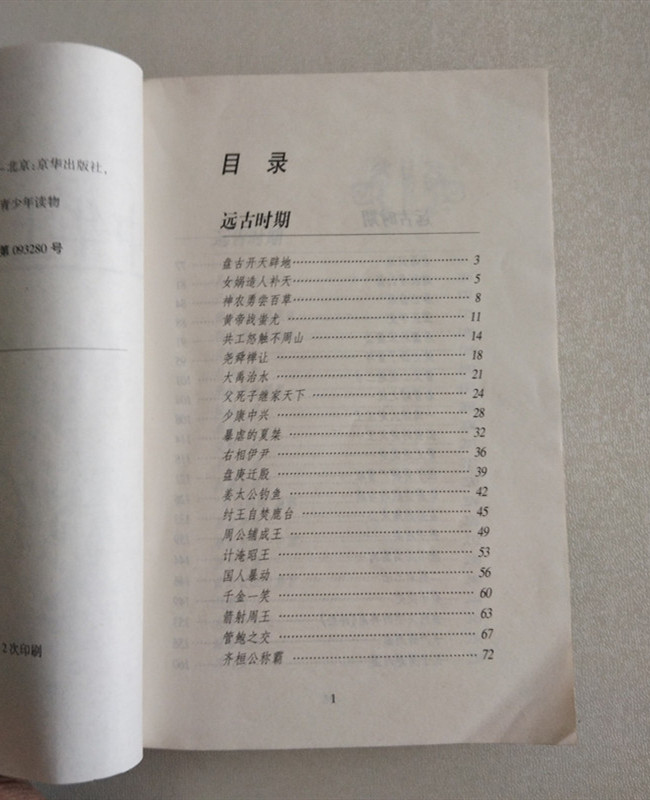 -北京:京华出版社,
青少年读物
第 093280 号
2次印刷
目 录
远古时期
盘古开天辟地………………………………3
女娲造人补天………………………………5
神农勇尝百草………………………………8
黄帝战蚩尤………………………………11
共工怒触不周山………………………………14
尧舜禅让………………………………18
大禹治水………………………………21
父死子继家天下………………………………24
少康中兴………………………………28
暴虐的夏桀………………………………32
右相伊尹………………………………36
盘庚迁殷………………………………39
姜太公钓鱼………………………………42
纣王自焚鹿台………………………………45
周公辅成王………………………………49
计淹昭王………………………………53
国人暴动………………………………56
千金一笑………………………………60
箭射周王………………………………63
管鲍之交………………………………67
齐桓公称霸………………………………72
1